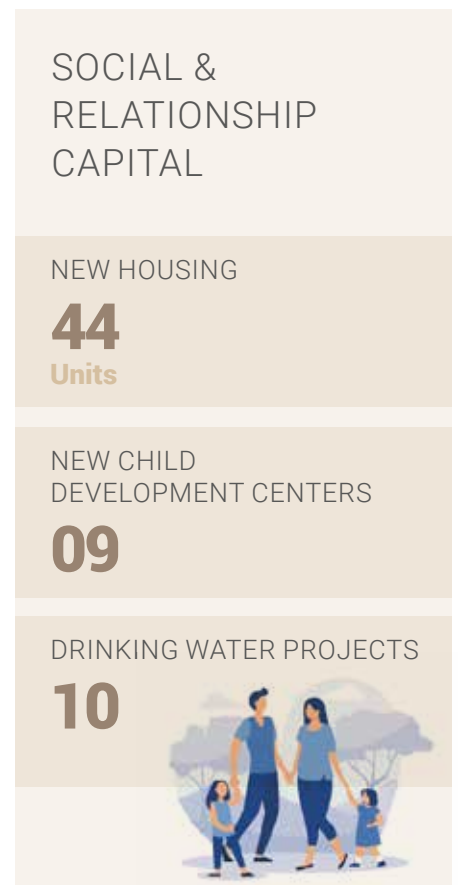 SOCIAL &
RELATIONSHIP
CAPITAL
NEW HOUSING
44
Units
NEW CHILD
DEVELOPMENT CENTERS
09
DRINKING WATER PROJECTS
10